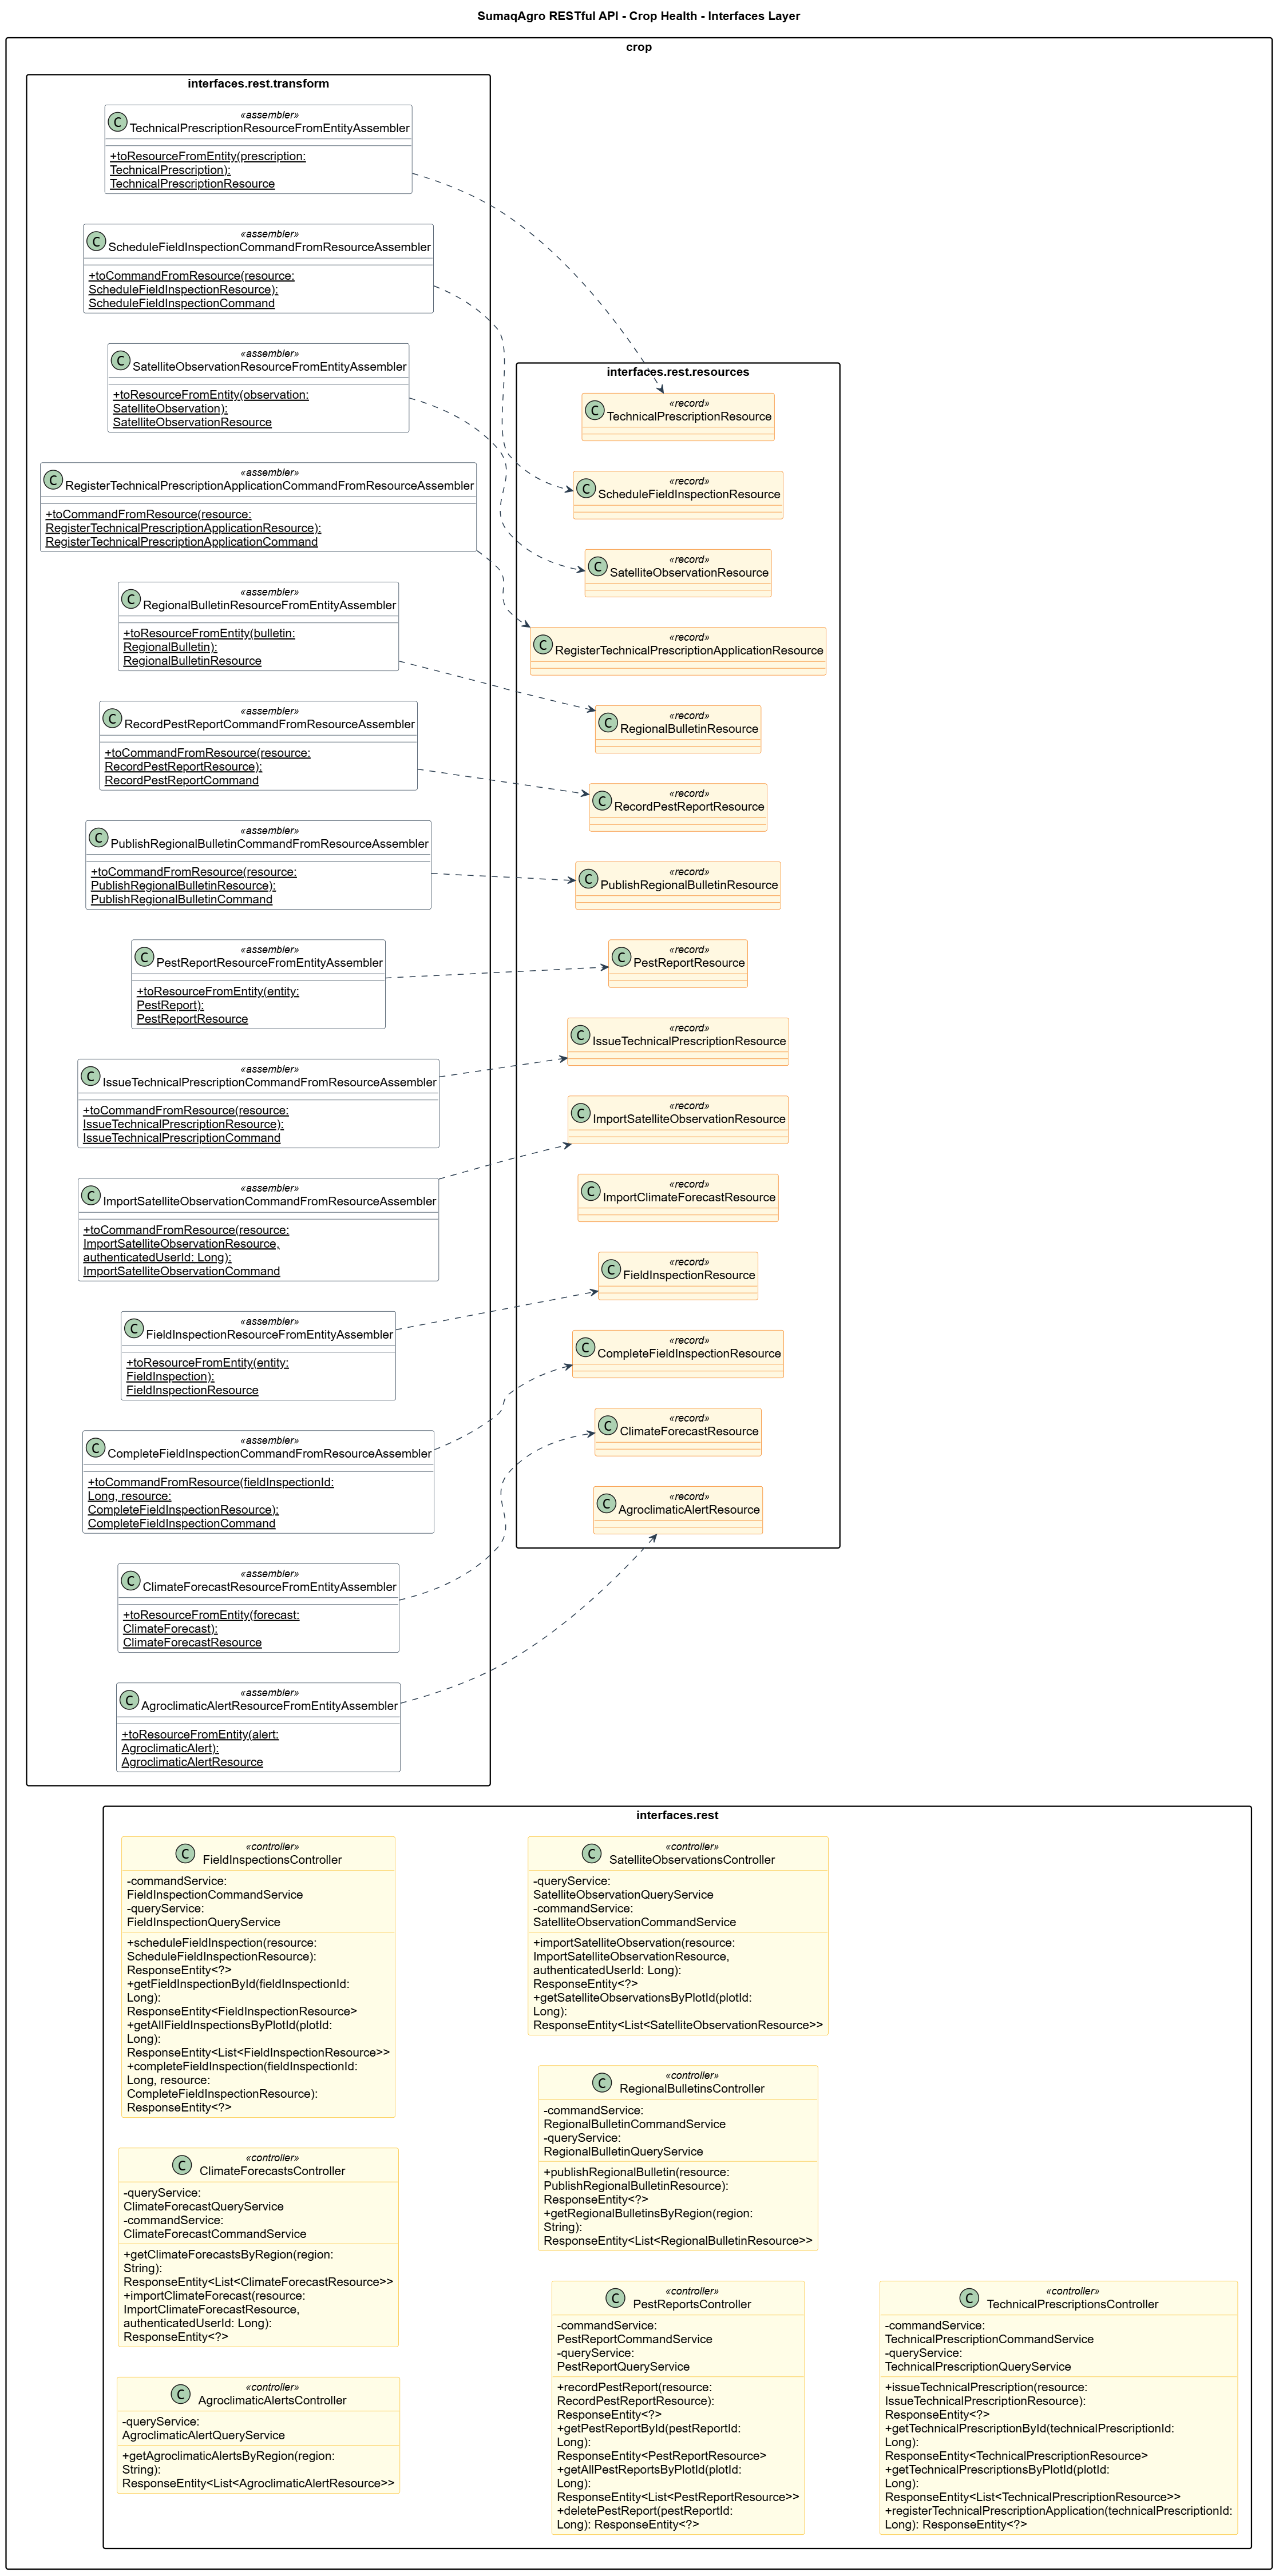 SumaqAgro RESTful API - Crop Health - Interfaces Layer
crop
interfaces.rest.transform
C
«assembler»
TechnicalPrescriptionResourceFromEntityAssembler
+toResourceFromEntity(prescription:
TechnicalPrescription):
TechnicalPrescriptionResource
C
«assembler»
ScheduleFieldInspectionCommandFromResourceAssembler
+toCommandFromResource(resource:
ScheduleFieldInspectionResource):
ScheduleFieldInspectionCommand
C
«assembler»
SatelliteObservationResourceFromEntityAssembler
+toResourceFromEntity(observation:
SatelliteObservation):
SatelliteObservationResource
C
«assembler»
RegisterTechnicalPrescriptionApplicationCommandFromResourceAssembler
+toCommandFromResource(resource:
RegisterTechnicalPrescriptionApplicationResource):
RegisterTechnicalPrescriptionApplicationCommand
C
«assembler»
RegionalBulletinResourceFromEntityAssembler
+toResourceFromEntity(bulletin:
RegionalBulletin):
RegionalBulletinResource
C
«assembler»
RecordPestReportCommandFromResourceAssembler
+toCommandFromResource(resource:
RecordPestReportResource):
RecordPestReportCommand
C
«assembler»
PublishRegionalBulletinCommandFromResourceAssembler
+toCommandFromResource(resource:
PublishRegionalBulletinResource):
PublishRegionalBulletinCommand
C
«assembler»
PestReportResourceFromEntityAssembler
+toResourceFromEntity(entity:
PestReport):
PestReportResource
C
«assembler»
IssueTechnicalPrescriptionCommandFromResourceAssembler
+toCommandFromResource(resource:
IssueTechnicalPrescriptionResource):
IssueTechnicalPrescriptionCommand
C
«assembler»
ImportSatelliteObservationCommandFromResourceAssembler
+toCommandFromResource(resource:
ImportSatelliteObservationResource,
authenticatedUserId: Long):
ImportSatelliteObservationCommand
C
«assembler»
FieldInspectionResourceFromEntityAssembler
+toResourceFromEntity(entity:
FieldInspection):
FieldInspectionResource
C
«assembler»
CompleteFieldInspectionCommandFromResourceAssembler
+toCommandFromResource(fieldInspectionId:
Long, resource:
CompleteFieldInspectionResource):
CompleteFieldInspectionCommand
C
«assembler»
ClimateForecastResourceFromEntityAssembler
+toResourceFromEntity(forecast:
ClimateForecast):
ClimateForecastResource
C
«assembler»
AgroclimaticAlertResourceFromEntityAssembler
+toResourceFromEntity(alert:
AgroclimaticAlert):
AgroclimaticAlertResource
interfaces.rest.resources
C
«record»
TechnicalPrescriptionResource
C
«record»
ScheduleFieldInspectionResource
C
«record»
SatelliteObservationResource
C
«record»
RegisterTechnicalPrescriptionApplicationResource
C
«record»
RegionalBulletinResource
C
«record»
RecordPestReportResource
C
«record»
PublishRegionalBulletinResource
C
«record»
PestReportResource
C
«record»
IssueTechnicalPrescriptionResource
C
«record»
ImportSatelliteObservationResource
C
«record»
ImportClimateForecastResource
C
«record»
FieldInspectionResource
C
«record»
CompleteFieldInspectionResource
C
«record»
ClimateForecastResource
C
«record»
AgroclimaticAlertResource
interfaces.rest
C
«controller»
FieldInspectionsController
-commandService:
FieldInspectionCommandService
-queryService:
FieldInspectionQueryService
+scheduleFieldInspection(resource:
ScheduleFieldInspectionResource):
ResponseEntity<?>
+getFieldInspectionById(fieldInspectionId:
Long):
ResponseEntity<FieldInspectionResource>
+getAllFieldInspectionsByPlotId(plotId:
Long):
ResponseEntity<List<FieldInspectionResource>>
+completeFieldInspection(fieldInspectionId:
Long, resource:
CompleteFieldInspectionResource):
ResponseEntity<?>
C
«controller»
ClimateForecastsController
-queryService:
ClimateForecastQueryService
-commandService:
ClimateForecastCommandService
+getClimateForecastsByRegion(region:
String):
ResponseEntity<List<ClimateForecastResource>>
+importClimateForecast(resource:
ImportClimateForecastResource,
authenticatedUserId: Long):
ResponseEntity<?>
C
«controller»
AgroclimaticAlertsController
-queryService:
AgroclimaticAlertQueryService
+getAgroclimaticAlertsByRegion(region:
String):
ResponseEntity<List<AgroclimaticAlertResource>>
C
«controller»
SatelliteObservationsController
-queryService:
SatelliteObservationQueryService
-commandService:
SatelliteObservationCommandService
+importSatelliteObservation(resource:
ImportSatelliteObservationResource,
authenticatedUserId: Long):
ResponseEntity<?>
+getSatelliteObservationsByPlotId(plotId:
Long):
ResponseEntity<List<SatelliteObservationResource>>
C
«controller»
RegionalBulletinsController
-commandService:
RegionalBulletinCommandService
-queryService:
RegionalBulletinQueryService
+publishRegionalBulletin(resource:
PublishRegionalBulletinResource):
ResponseEntity<?>
+getRegionalBulletinsByRegion(region:
String):
ResponseEntity<List<RegionalBulletinResource>>
C
«controller»
PestReportsController
-commandService:
PestReportCommandService
-queryService:
PestReportQueryService
+recordPestReport(resource:
RecordPestReportResource):
ResponseEntity<?>
+getPestReportById(pestReportId:
Long):
ResponseEntity<PestReportResource>
+getAllPestReportsByPlotId(plotId:
Long):
ResponseEntity<List<PestReportResource>>
+deletePestReport(pestReportId:
Long): ResponseEntity<?>
C
«controller»
TechnicalPrescriptionsController
-commandService:
TechnicalPrescriptionCommandService
-queryService:
TechnicalPrescriptionQueryService
+issueTechnicalPrescription(resource:
IssueTechnicalPrescriptionResource):
ResponseEntity<?>
+getTechnicalPrescriptionById(technicalPrescriptionId:
Long):
ResponseEntity<TechnicalPrescriptionResource>
+getTechnicalPrescriptionsByPlotId(plotId:
Long):
ResponseEntity<List<TechnicalPrescriptionResource>>
+registerTechnicalPrescriptionApplication(technicalPrescriptionId:
Long): ResponseEntity<?>